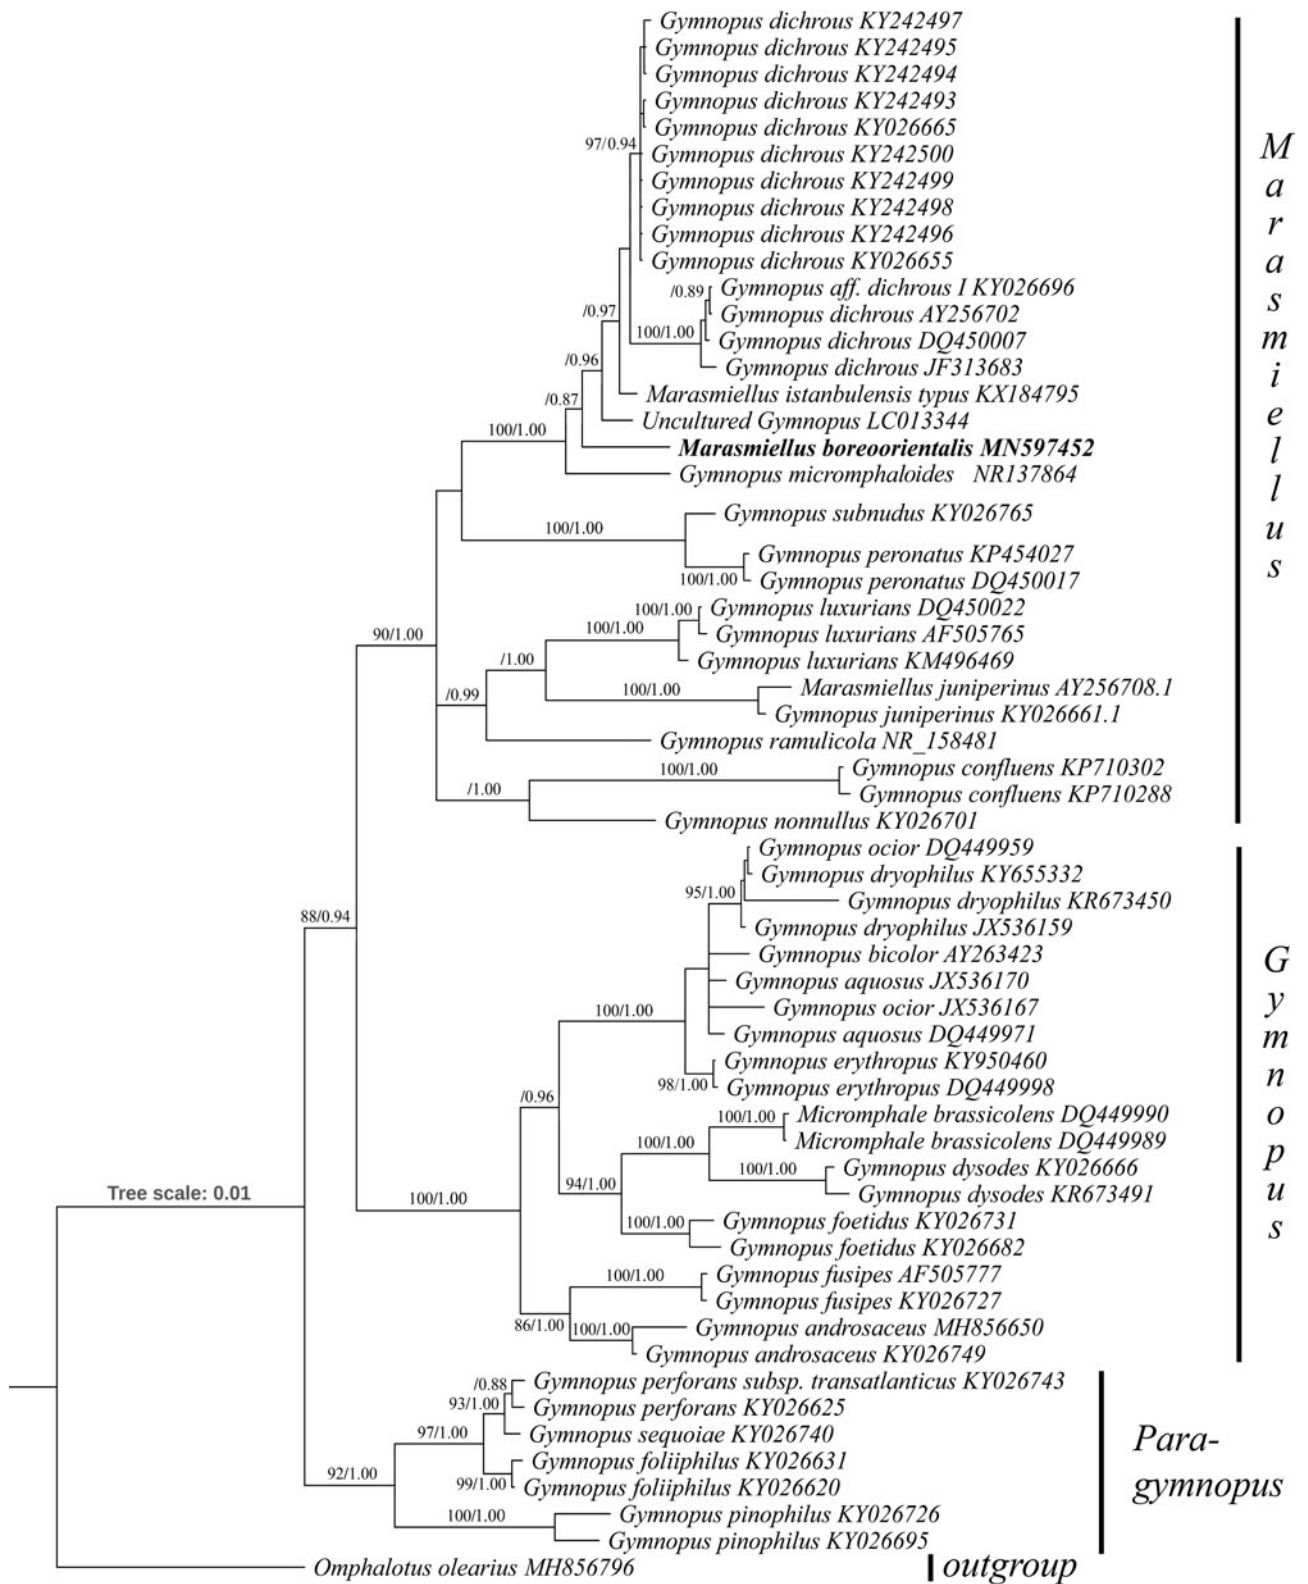 Gymnopus dichrous KY242497
Gymnopus dichrous KY242495
Gymnopus dichrous KY242494
Gymnopus dichrous KY242493
Gymnopus dichrous KY026665
97/0.94
Gymnopus dichrous KY242500
Gymnopus dichrous KY242499
Gymnopus dichrous KY242498
Gymnopus dichrous KY242496
Gymnopus dichrous KY026655
/0.89
Gymnopus aff. dichrous I KY026696
Gymnopus dichrous AY256702
/0.97
100/1.00
Gymnopus dichrous DQ450007
/0.96
Gymnopus dichrous JF313683
Marasmiellus istanbulensis typus KX184795
/0.87
Uncultured Gymnopus LC013344
100/1.00
Marasmiellus boreoorientalis MN597452
Gymnopus micromphaloides NR137864
Gymnopus subnudus KY026765
100/1.00
Gymnopus peronatus KP454027
100/1.00
Gymnopus peronatus DQ450017
100/1.00
Gymnopus luxurians DQ450022
90/1.00
100/1.00
Gymnopus luxurians AF505765
/1.00
Gymnopus luxurians KM496469
/0.99
100/1.00
Marasmiellus juniperinus AY256708.1
Gymnopus juniperinus KY026661.1
Gymnopus ramulicola NR_158481
100/1.00
Gymnopus confluens KP710302
/1.00
Gymnopus confluens KP710288
Gymnopus nonnullus KY026701
Marasmiellus
Gymnopus ocior DQ449959
Gymnopus dryophilus KY655332
95/1.00
Gymnopus dryophilus KR673450
88/0.94
Gymnopus dryophilus JX536159
Gymnopus bicolor AY263423
Gymnopus aquosus JX536170
100/1.00
Gymnopus ocior JX536167
Gymnopus aquosus DQ449971
Gymnopus erythropus KY950460
98/1.00
Gymnopus erythropus DQ449998
/0.96
100/1.00
Micromphale brassicolens DQ449990
100/1.00
Micromphale brassicolens DQ449989
100/1.00
Gymnopus dysodes KY026666
94/1.00
Gymnopus dysodes KR673491
Tree scale: 0.01
100/1.00
100/1.00
Gymnopus foetidus KY026731
Gymnopus foetidus KY026682
100/1.00
Gymnopus fusipes AF505777
Gymnopus fusipes KY026727
86/1.00
100/1.00
Gymnopus androsaceus MH856650
Gymnopus androsaceus KY026749
Gymnopus
/0.88
Gymnopus perforans subsp. transatlanticus KY026743
93/1.00
Gymnopus perforans KY026625
97/1.00
Gymnopus sequoiae KY026740
Gymnopus foliiphilus KY026631
92/1.00
99/1.00
Gymnopus foliiphilus KY026620
100/1.00
Gymnopus pinophilus KY026726
Gymnopus pinophilus KY026695
Para-
gymnopus
Omphalotus olearius MH856796
outgroup